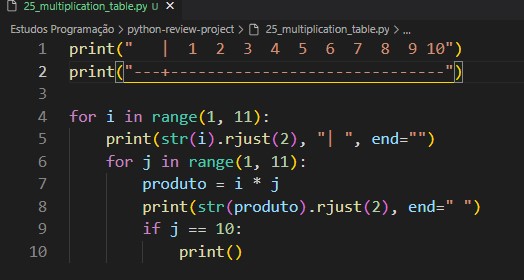 25_multiplication_table.py U X
Estudos Programação > python-review-project > 25_multiplication_table.py > ...
1 print("   |  1  2  3  4  5  6  7  8  9 10")
2 print("---+------------------------------")
3
4 for i in range(1, 11):
5     print(str(i).rjust(2), "| ", end="")
6     for j in range(1, 11):
7         produto = i * j
8         print(str(produto).rjust(2), end=" ")
9         if j == 10:
10             print()